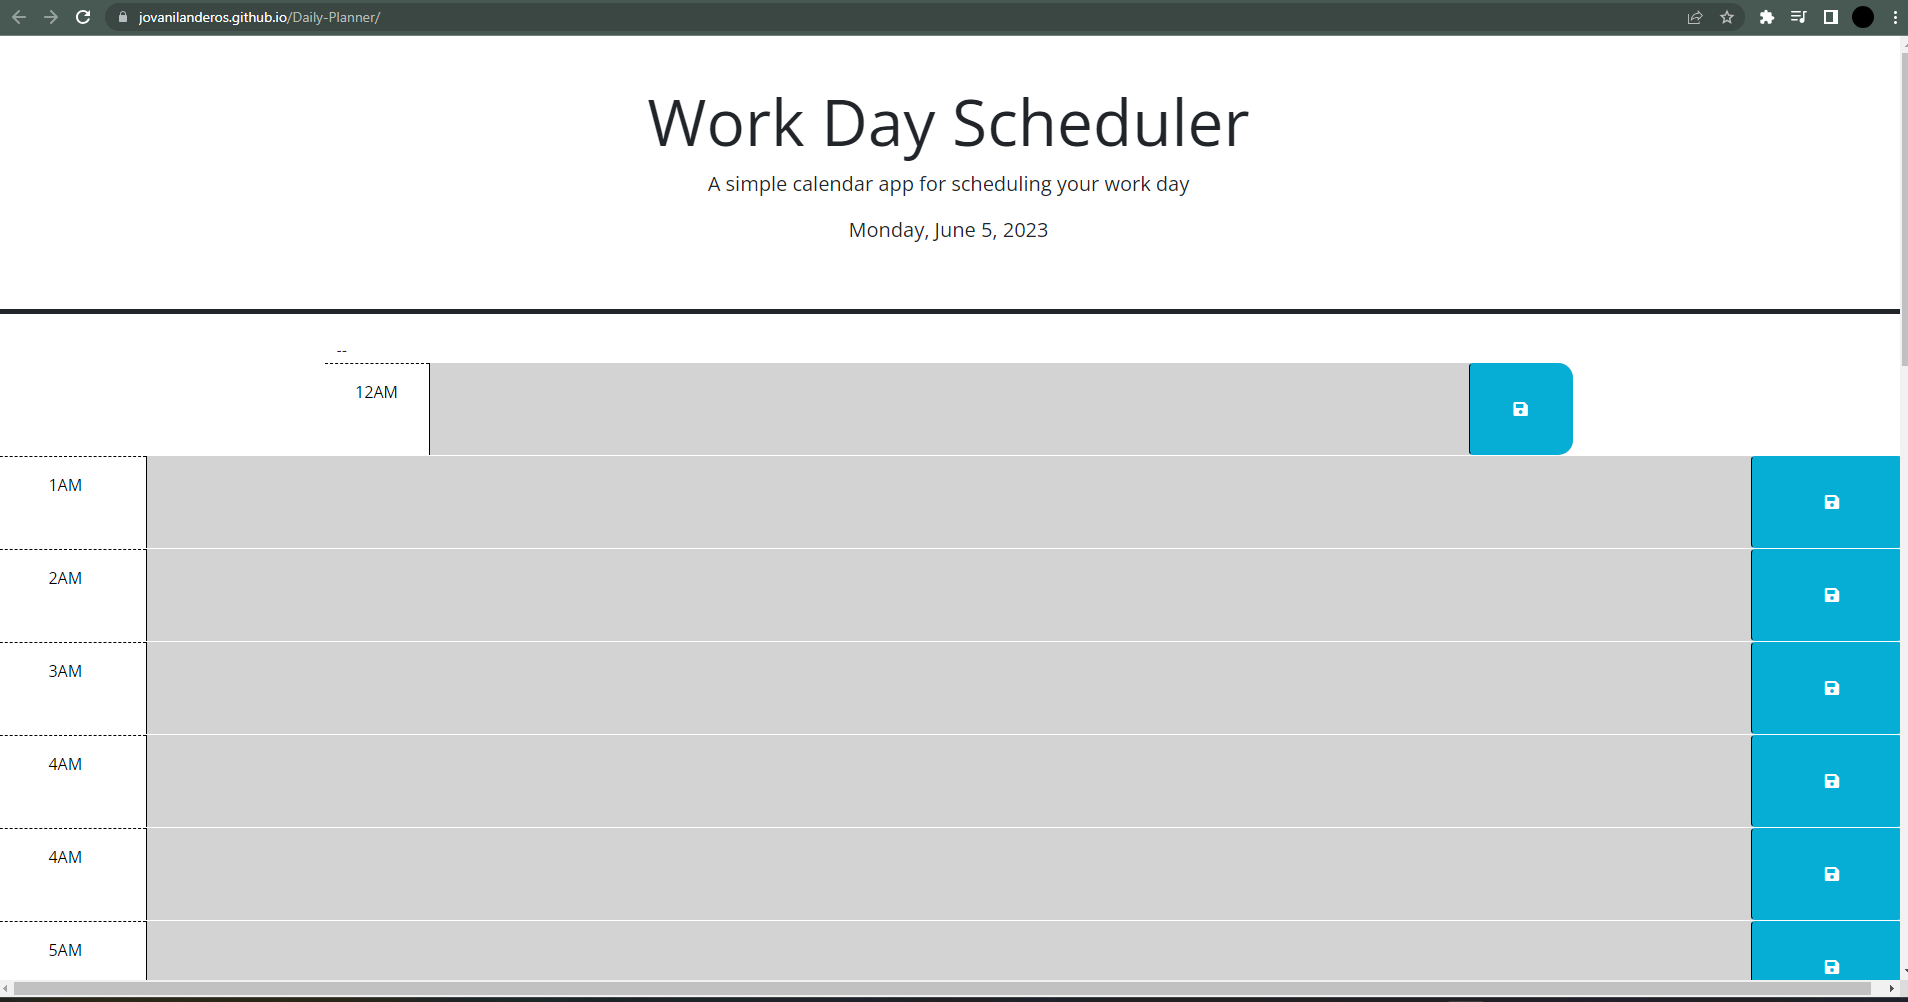 jovanilanderos.github.io/Daily-Planner/
Work Day Scheduler
A simple calendar app for scheduling your work day
Monday, June 5, 2023
--
12AM
1AM
2AM
3AM
4AM
4AM
5AM